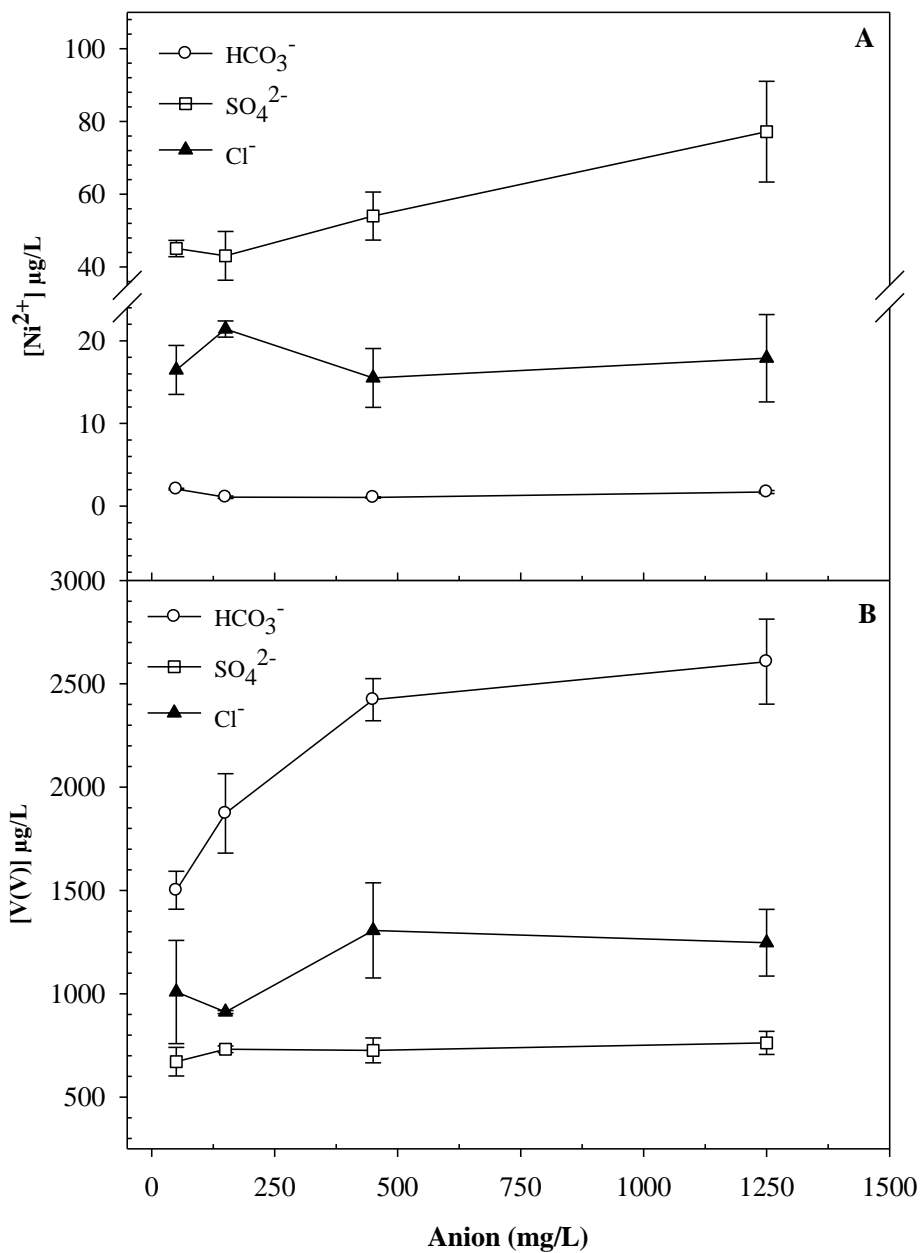 A
HCO₃⁻
SO₄²⁻
Cl⁻
100
80
60
40
20
10
0
[Ni²⁺] µg/L
B
HCO₃⁻
SO₄²⁻
Cl⁻
3000
2500
2000
1500
1000
500
[V(V)] µg/L
0 250 500 750 1000 1250 1500
Anion (mg/L)